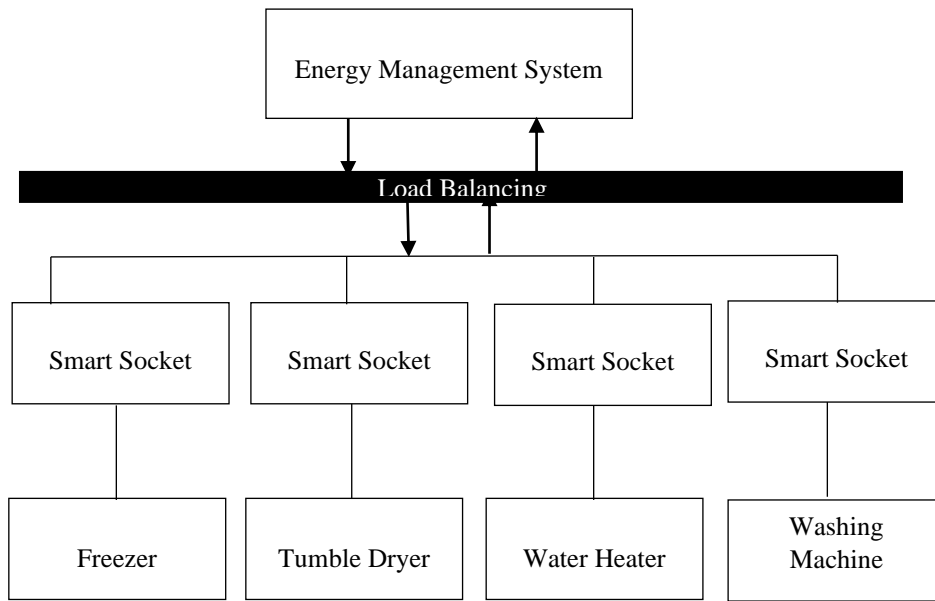 Energy Management System
Load Balancing
Smart Socket
Smart Socket
Smart Socket
Smart Socket
Freezer
Tumble Dryer
Water Heater
Washing
Machine